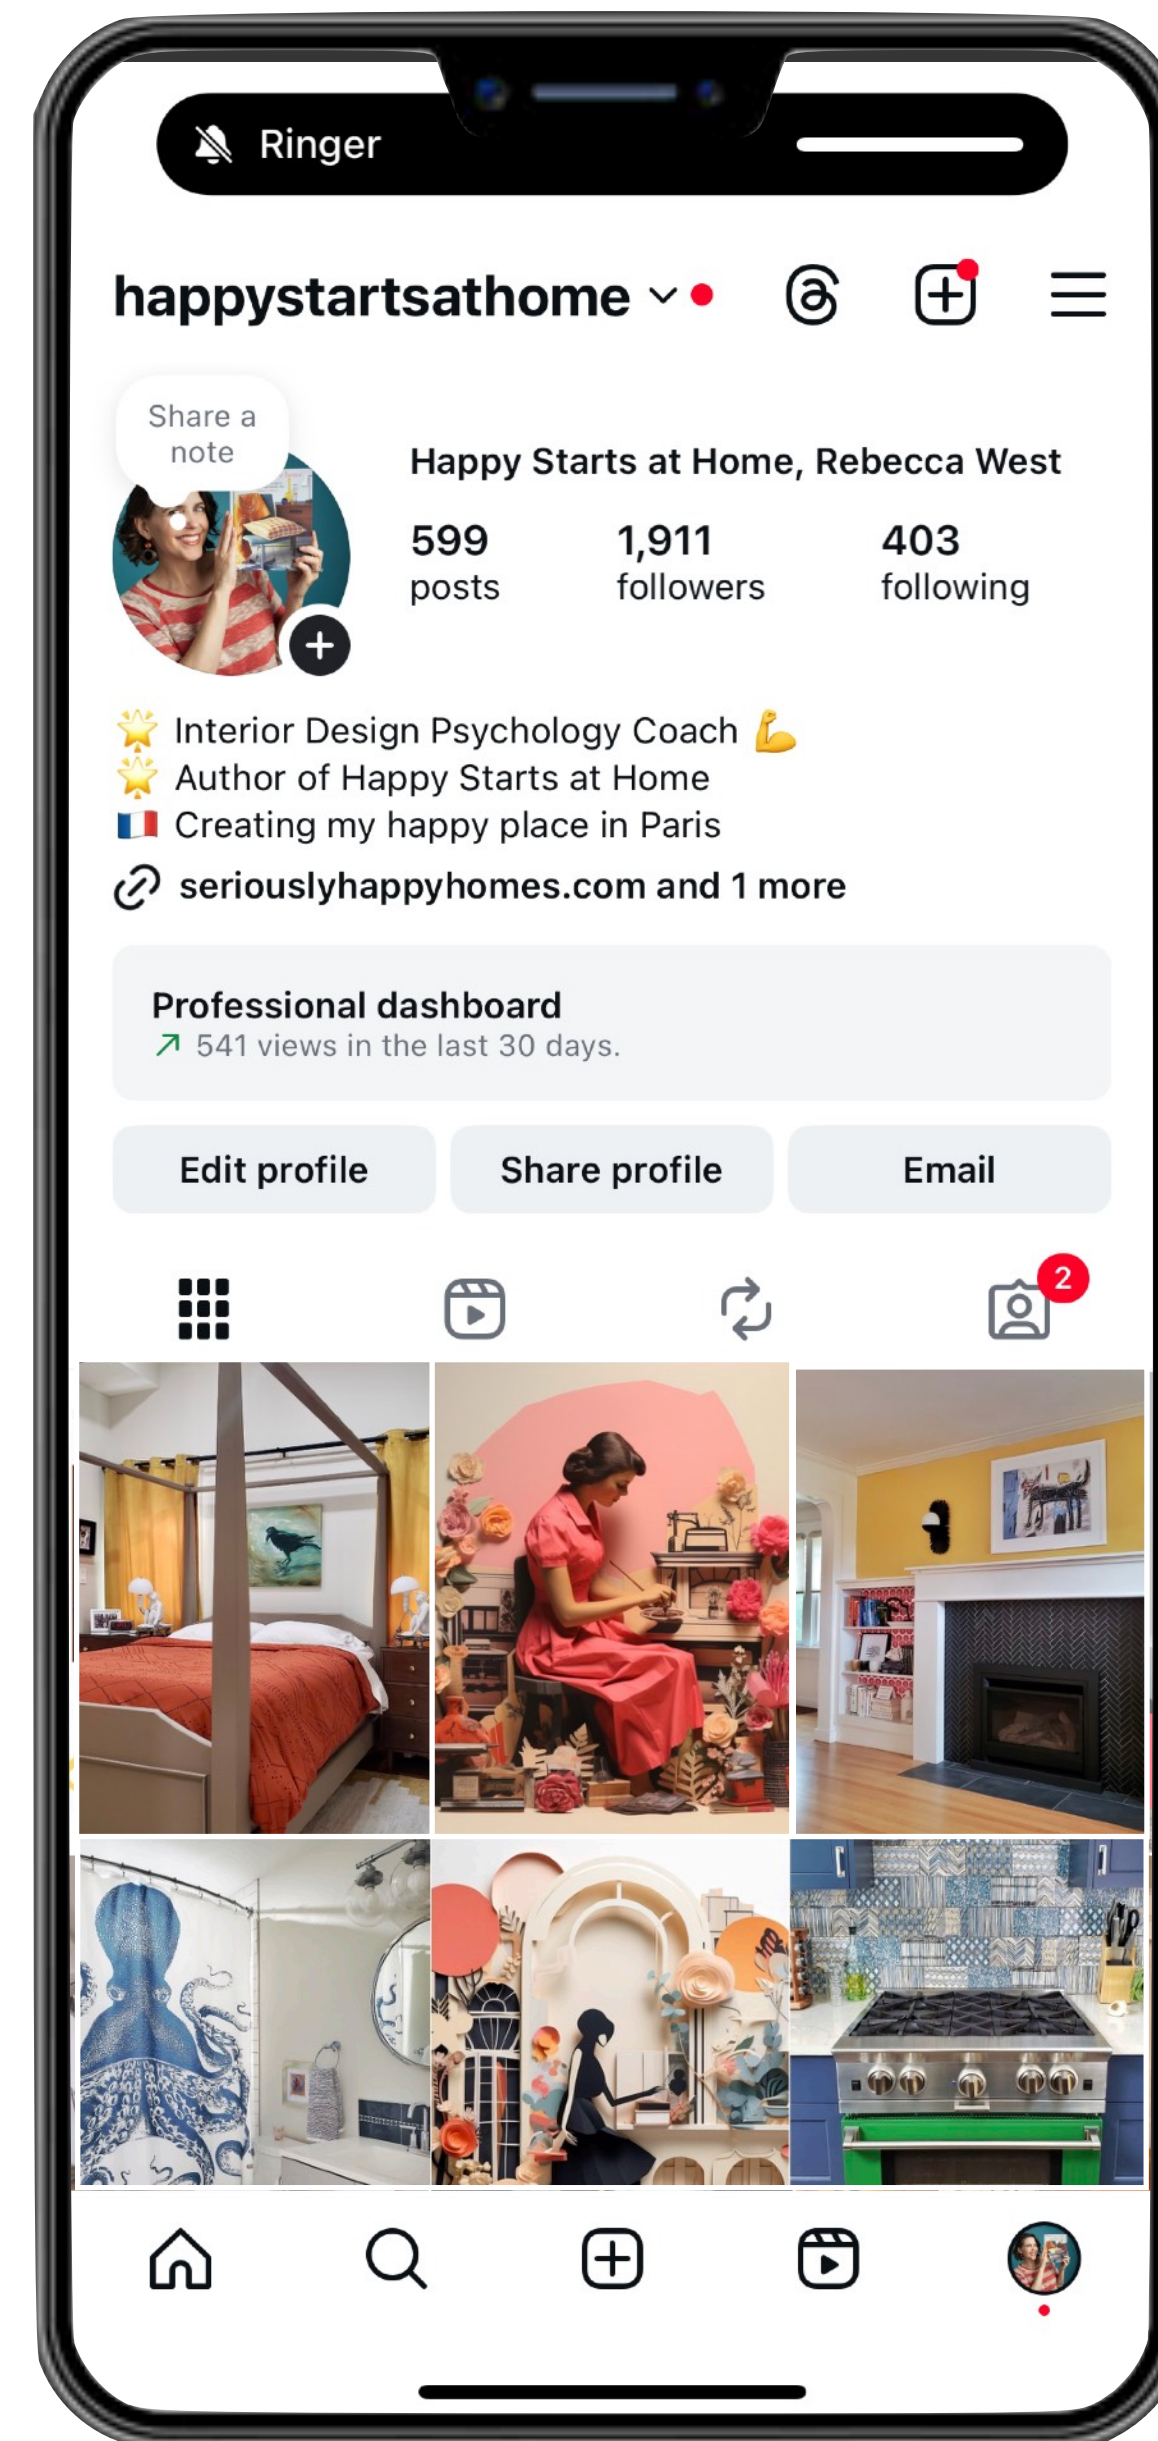 Ringer
happystartsathome
Share a
note
Happy Starts at Home, Rebecca West
599
posts
1,911
followers
403
following
Interior Design Psychology Coach 💪
Author of Happy Starts at Home
Creating my happy place in Paris
seriouslyhappyhomes.com and 1 more
Professional dashboard
541 views in the last 30 days.
Edit profile
Share profile
Email
2